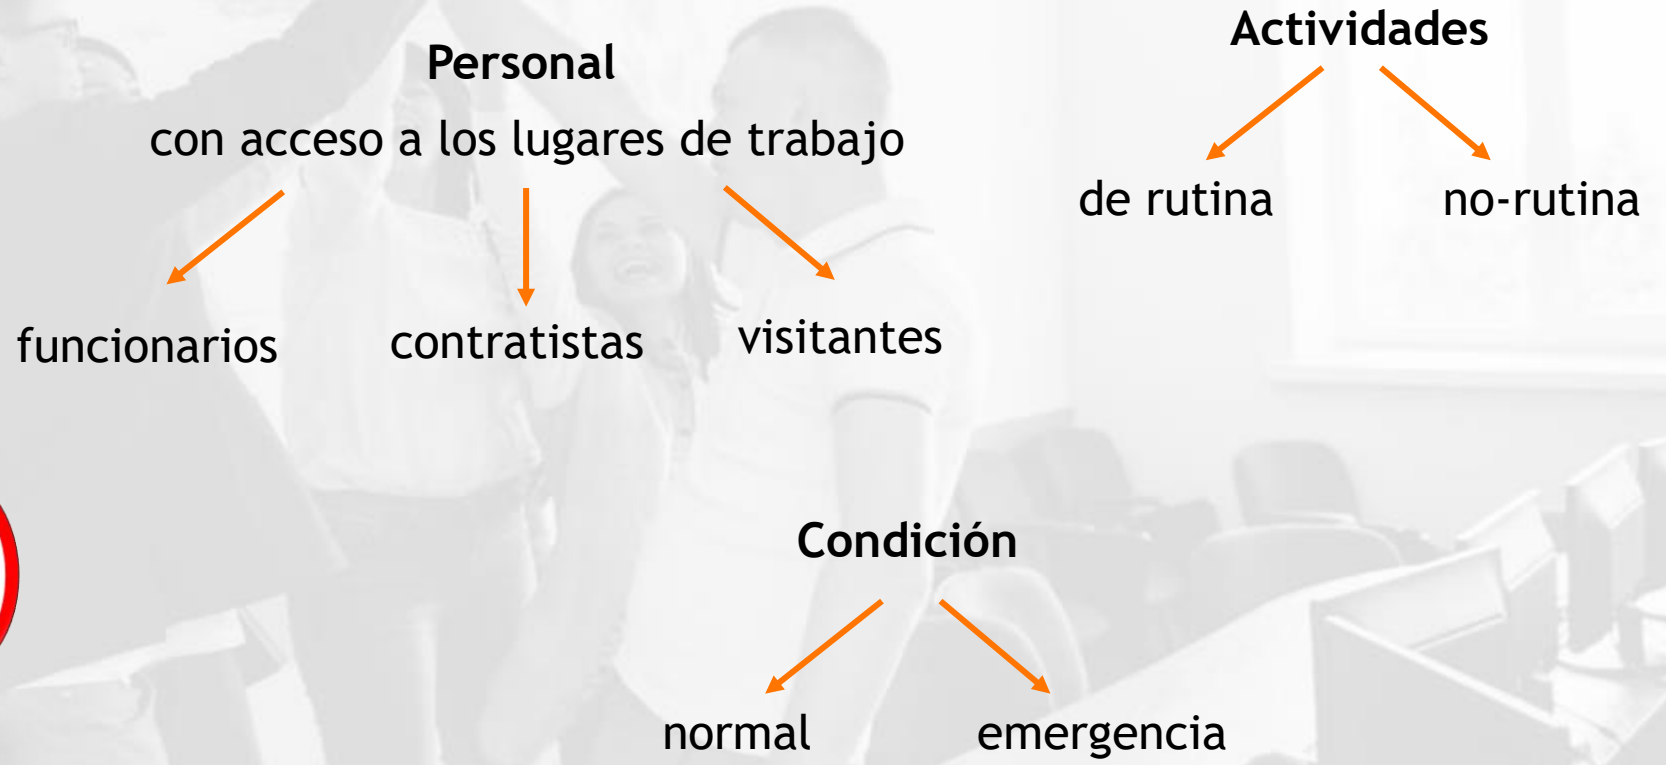 Personal
con acceso a los lugares de trabajo
funcionarios
contratistas
visitantes
Actividades
de rutina
no-rutina
Condición
normal
emergencia